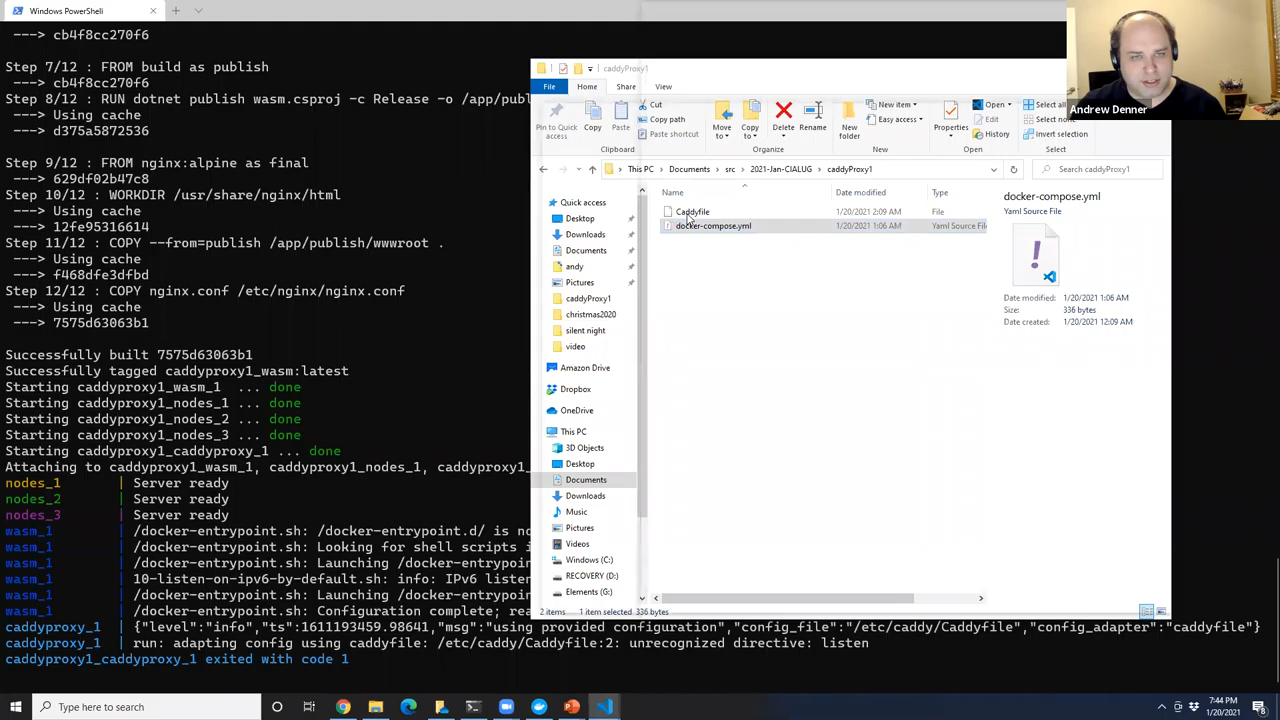 Windows PowerShell
---> cb4f8cc270f6
Step 7/12 : FROM build as publish
---> cb4f8cc270f6
Step 8/12 : RUN dotnet publish wasm.csproj -c Release -o /app/publ
---> Using cache
---> d375a5872536
Step 9/12 : FROM nginx:alpine as final
---> 629df02b47c8
Step 10/12 : WORKDIR /usr/share/nginx/html
---> Using cache
---> 12fe95316614
Step 11/12 : COPY --from=publish /app/publish/wwwroot .
---> Using cache
---> f468dfe3dfbd
Step 12/12 : COPY nginx.conf /etc/nginx/nginx.conf
---> Using cache
---> 7575d63063b1
Successfully built 7575d63063b1
Successfully tagged caddyproxy1_wasm:latest
Starting caddyproxy1_wasm_1 ... done
Starting caddyproxy1_nodes_1 ... done
Starting caddyproxy1_nodes_2 ... done
Starting caddyproxy1_nodes_3 ... done
Starting caddyproxy1_caddyproxy_1 ... done
Attaching to caddyproxy1_wasm_1, caddyproxy1_nodes_1, caddyproxy1_
nodes_1 | Server ready
nodes_2 | Server ready
nodes_3 | Server ready
wasm_1 | /docker-entrypoint.sh: /docker-entrypoint.d/ is no
wasm_1 | /docker-entrypoint.sh: Looking for shell scripts i
wasm_1 | /docker-entrypoint.sh: Launching /docker-entrypoin
wasm_1 | 10-listen-on-ipv6-by-default.sh: info: IPv6 listen
wasm_1 | /docker-entrypoint.sh: Launching /docker-entrypoin
wasm_1 | /docker-entrypoint.sh: Configuration complete; rea
caddyproxy_1 | {"level":"info","ts":1611193459.98641,"msg":"using provided configuration","config_file":"/etc/caddy/Caddyfile","config_adapter":"caddyfile"}
caddyproxy_1 | run: adapting config using caddyfile: /etc/caddy/Caddyfile:2: unrecognized directive: listen
caddyproxy1_caddyproxy_1 exited with code 1
caddyProxy1
File Home Share View
Pin to Quick access
Copy
Paste
Cut
Copy path
Paste shortcut
Clipboard
Move to
Copy to
Delete
Rename
Organize
New folder
New item
Easy access
New
Properties
Open
Edit
History
Open
Select all
Select none
Invert selection
Select
This PC Documents src 2021-Jan-CIALUG caddyProxy1
Search caddyProxy1
Quick access
Desktop
Downloads
Documents
andy
Pictures
caddyProxy1
christmas2020
silent night
video
Amazon Drive
Dropbox
OneDrive
This PC
3D Objects
Desktop
Documents
Downloads
Music
Pictures
Videos
Windows (C:)
RECOVERY (D:)
Elements (G:)
Name Date modified Type
Caddyfile 1/20/2021 2:09 AM File
docker-compose.yml 1/20/2021 1:06 AM Yaml Source File
docker-compose.yml
Yaml Source File
Date modified: 1/20/2021 1:06 AM
Size: 336 bytes
Date created: 1/20/2021 12:09 AM
2 items 1 item selected 336 bytes
Andrew Denner
Type here to search
7:44 PM
1/20/2021
8